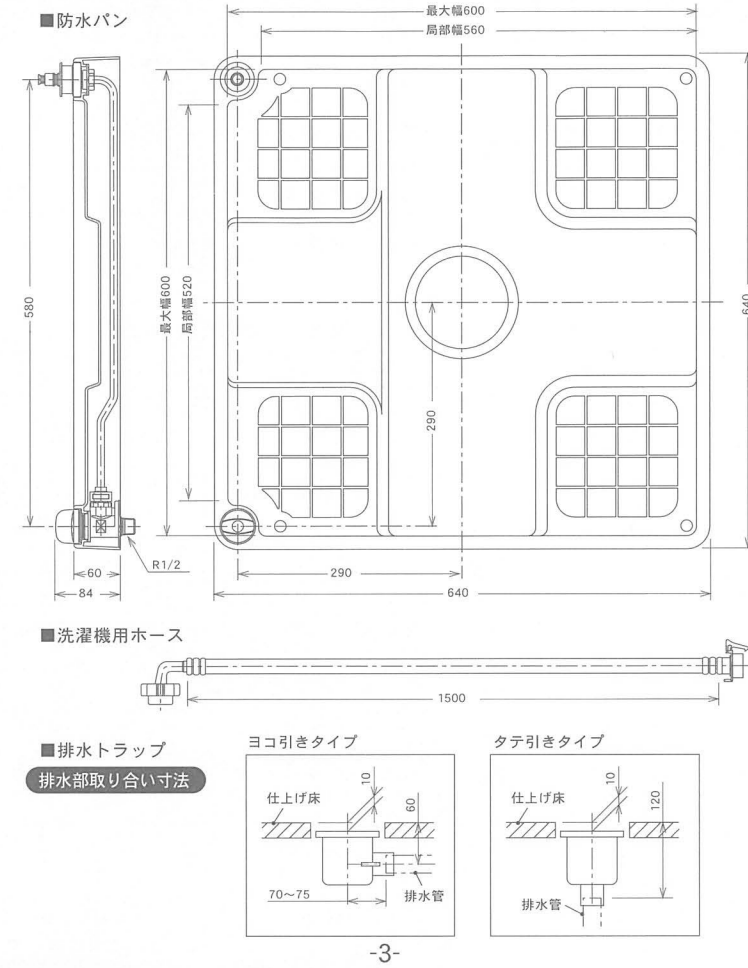 ■防水パン
最大幅600
局部幅560
580
最大幅600
局部幅520
640
290
60
84
R1/2
290
640
■洗濯機用ホース
1500
■排水トラップ
排水部取り合い寸法
ヨコ引きタイプ
仕上げ床
10
60
70〜75
排水管
タテ引きタイプ
仕上げ床
10
120
排水管
-3-